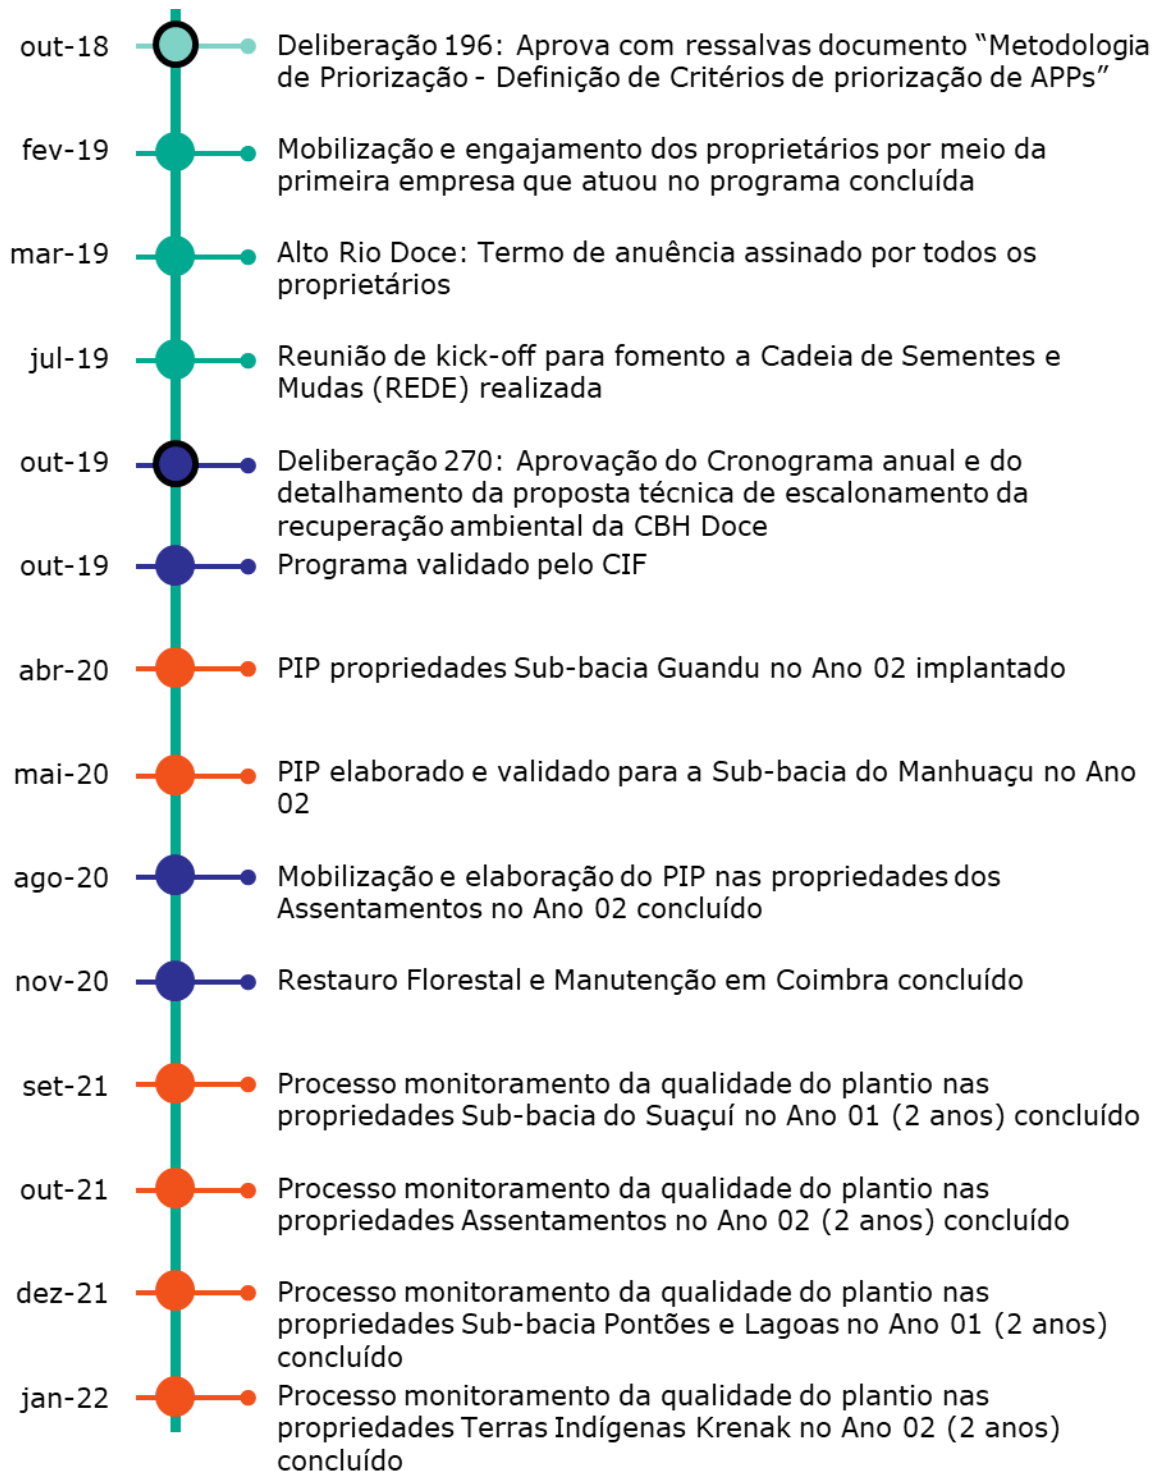 out-18
Deliberação 196: Aprova com ressalvas documento “Metodologia
de Priorização - Definição de Critérios de priorização de APPs”
fev-19
Mobilização e engajamento dos proprietários por meio da
primeira empresa que atuou no programa concluída
mar-19
Alto Rio Doce: Termo de anuência assinado por todos os
proprietários
jul-19
Reunião de kick-off para fomento a Cadeia de Sementes e
Mudas (REDE) realizada
out-19
Deliberação 270: Aprovação do Cronograma anual e do
detalhamento da proposta técnica de escalonamento da
recuperação ambiental da CBH Doce
out-19
Programa validado pelo CIF
abr-20
PIP propriedades Sub-bacia Guandu no Ano 02 implantado
mai-20
PIP elaborado e validado para a Sub-bacia do Manhuaçu no Ano
02
ago-20
Mobilização e elaboração do PIP nas propriedades dos
Assentamentos no Ano 02 concluído
nov-20
Restauro Florestal e Manutenção em Coimbra concluído
set-21
Processo monitoramento da qualidade do plantio nas
propriedades Sub-bacia do Suaçuí no Ano 01 (2 anos) concluído
out-21
Processo monitoramento da qualidade do plantio nas
propriedades Assentamentos no Ano 02 (2 anos) concluído
dez-21
Processo monitoramento da qualidade do plantio nas
propriedades Sub-bacia Pontões e Lagoas no Ano 01 (2 anos)
concluído
jan-22
Processo monitoramento da qualidade do plantio nas
propriedades Terras Indígenas Krenak no Ano 02 (2 anos)
concluído